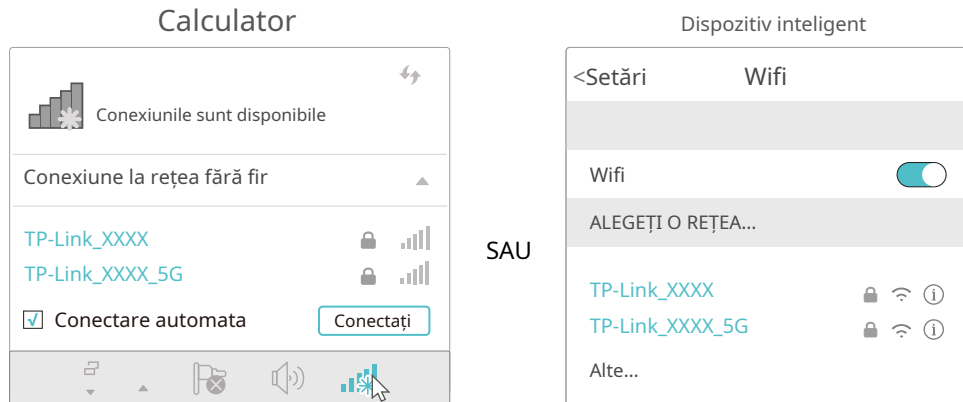 Calculator
Conexiunile sunt disponibile
Conexiune la rețea fără fir
TP-Link_XXXX
TP-Link_XXXX_5G
Conectare automata
Conectați
SAU
Dispozitiv inteligent
<Setări Wifi
Wifi
ALEGEȚI O REȚEA...
TP-Link_XXXX
TP-Link_XXXX_5G
Alte...